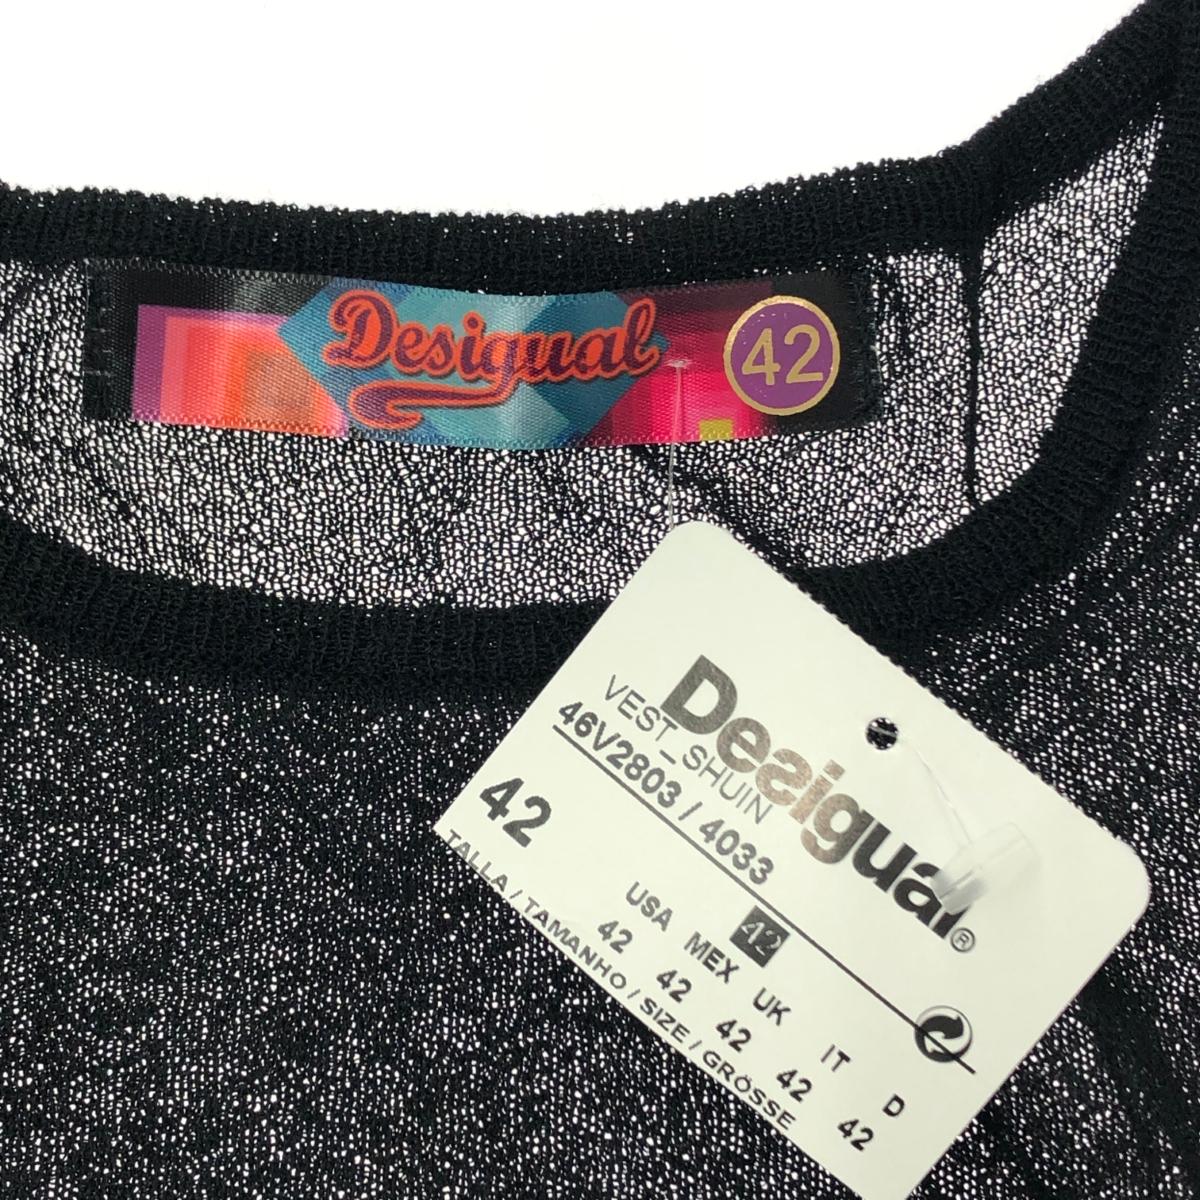 Desigual
42
Desigual®
VEST_SHUIN
46V2803 / 4033
42
42
USA MEX UK IT D
42 42 42 42 42
TALLA / TAMANHO / SIZE / GRÖSSE